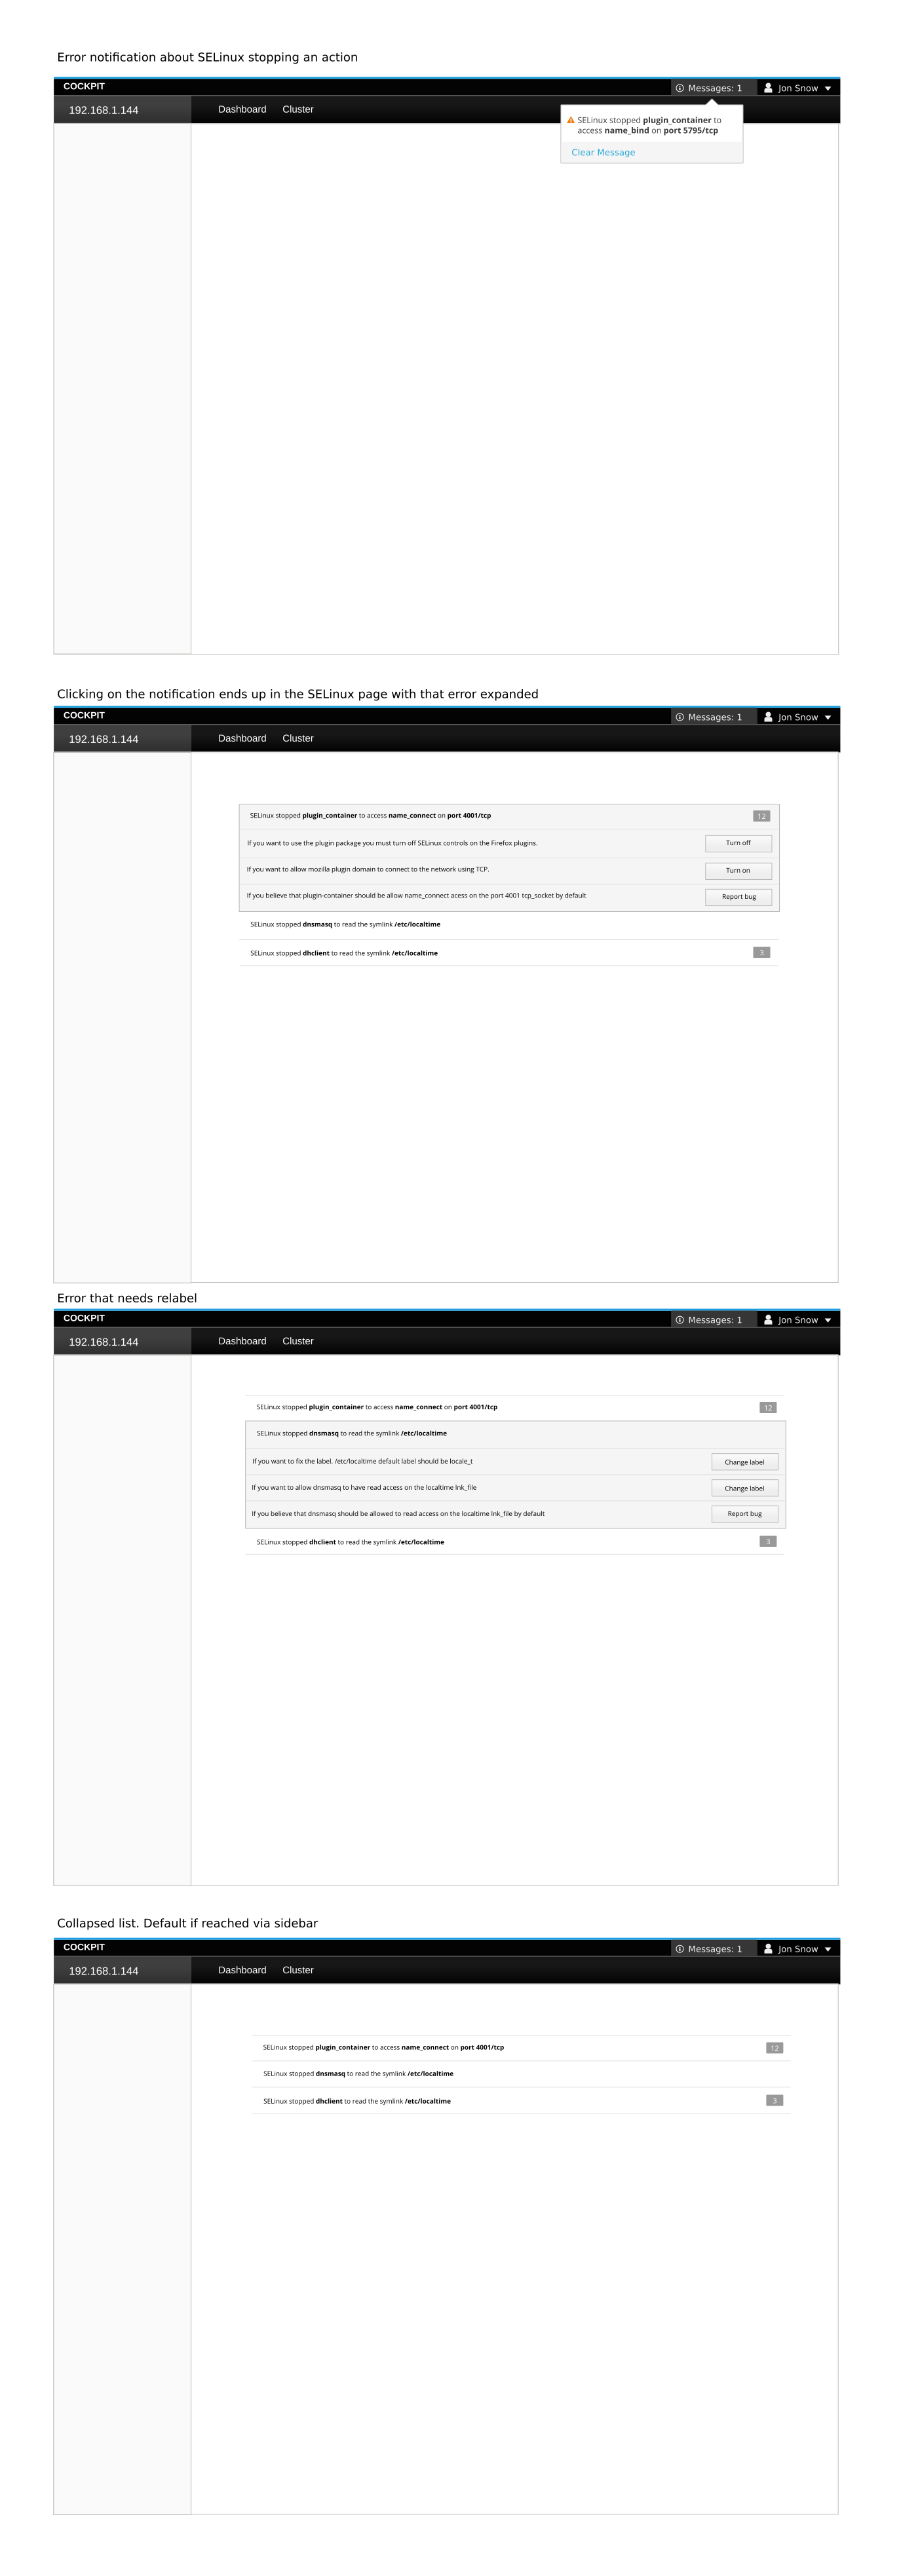 Error notification about SELinux stopping an action
COCKPIT
Messages: 1
Jon Snow
192.168.1.144
Dashboard
Cluster
SELinux stopped plugin_container to
access name_bind on port 5795/tcp
Clear Message
Clicking on the notification ends up in the SELinux page with that error expanded
COCKPIT
Messages: 1
Jon Snow
192.168.1.144
Dashboard
Cluster
SELinux stopped plugin_container to access name_connect on port 4001/tcp
12
If you want to use the plugin package you must turn off SELinux controls on the Firefox plugins.
Turn off
If you want to allow mozilla plugin domain to connect to the network using TCP.
Turn on
If you believe that plugin-container should be allow name_connect acess on the port 4001 tcp_socket by default
Report bug
SELinux stopped dnsmasq to read the symlink /etc/localtime
SELinux stopped dhclient to read the symlink /etc/localtime
3
Error that needs relabel
COCKPIT
Messages: 1
Jon Snow
192.168.1.144
Dashboard
Cluster
SELinux stopped plugin_container to access name_connect on port 4001/tcp
12
SELinux stopped dnsmasq to read the symlink /etc/localtime
If you want to fix the label. /etc/localtime default label should be locale_t
Change label
If you want to allow dnsmasq to have read access on the localtime lnk_file
Change label
If you believe that dnsmasq should be allowed to read access on the localtime lnk_file by default
Report bug
SELinux stopped dhclient to read the symlink /etc/localtime
3
Collapsed list. Default if reached via sidebar
COCKPIT
Messages: 1
Jon Snow
192.168.1.144
Dashboard
Cluster
SELinux stopped plugin_container to access name_connect on port 4001/tcp
12
SELinux stopped dnsmasq to read the symlink /etc/localtime
SELinux stopped dhclient to read the symlink /etc/localtime
3